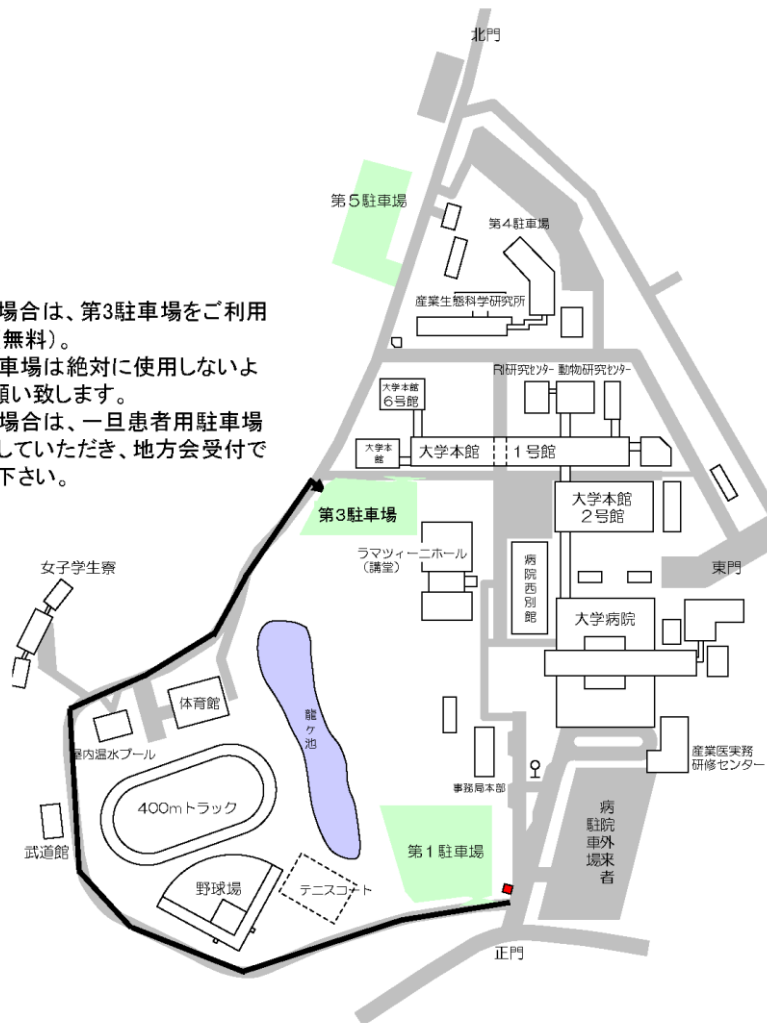 北門
第5駐車場
第4駐車場
産業生態科学研究所
場合は、第3駐車場をご利用
無料)。
車場は絶対に使用しないよ
願い致します。
場合は、一旦患者用駐車場
していただき、地方会受付で
下さい。
RI研究センター 動物研究センター
大学本館
6号館
大学本
館
大学本館 1号館
第3駐車場
大学本館
2号館
ラマツィーニホール
(講堂)
病院西別館
東門
女子学生寮
大学病院
体育館
龍ヶ池
屋内温水プール
産業医実務
研修センター
事務局本部
400mトラック
病院外来者
駐車場
武道館
第1駐車場
野球場
テニスコート
正門